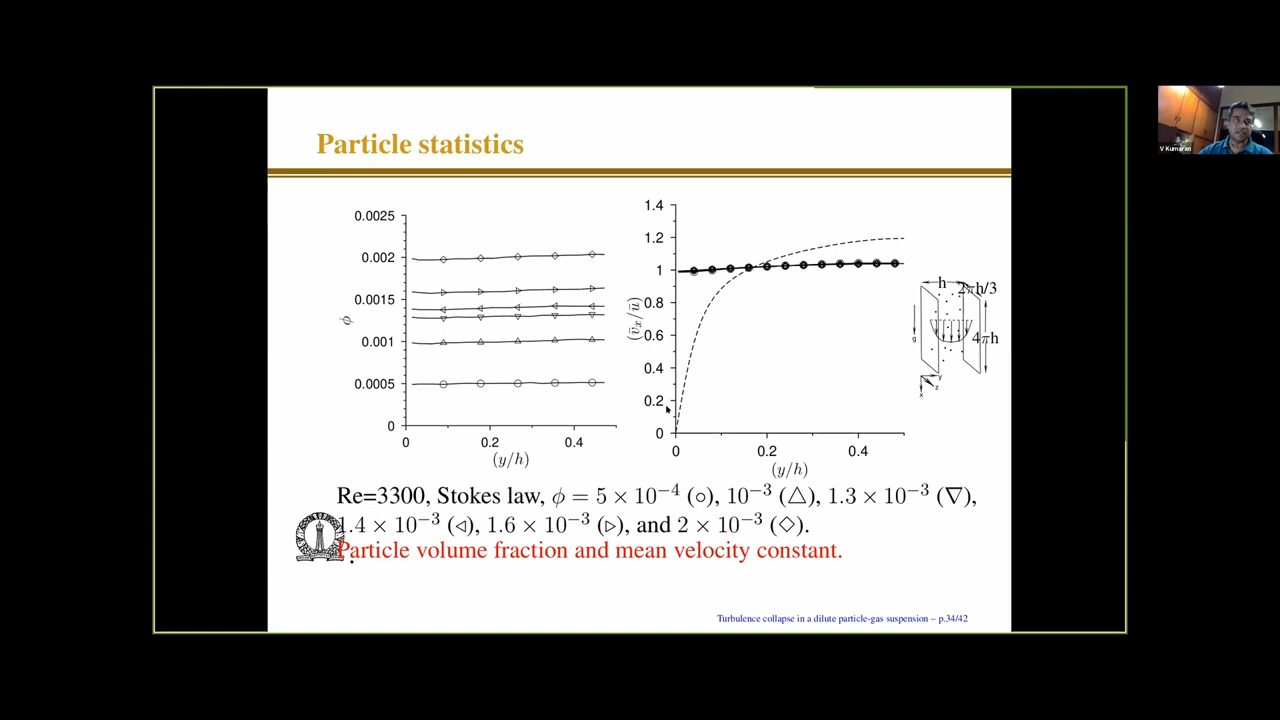 Particle statistics
0.0025
0.002
0.0015
0.001
0.0005
0
0 0.2 0.4
ϕ
(y/h)
1.4
1.2
1
0.8
0.6
0.4
0.2
0
0 0.2 0.4
(v̄ₓ/ū)
(y/h)
h 2πh/3
4πh
g
y
z
x
Re=3300, Stokes law, ϕ = 5 × 10⁻⁴ (○), 10⁻³ (△), 1.3 × 10⁻³ (▽),
1.4 × 10⁻³ (◁), 1.6 × 10⁻³ (▷), and 2 × 10⁻³ (◇).
Particle volume fraction and mean velocity constant.
Turbulence collapse in a dilute particle-gas suspension – p.34/42
V Kumaran